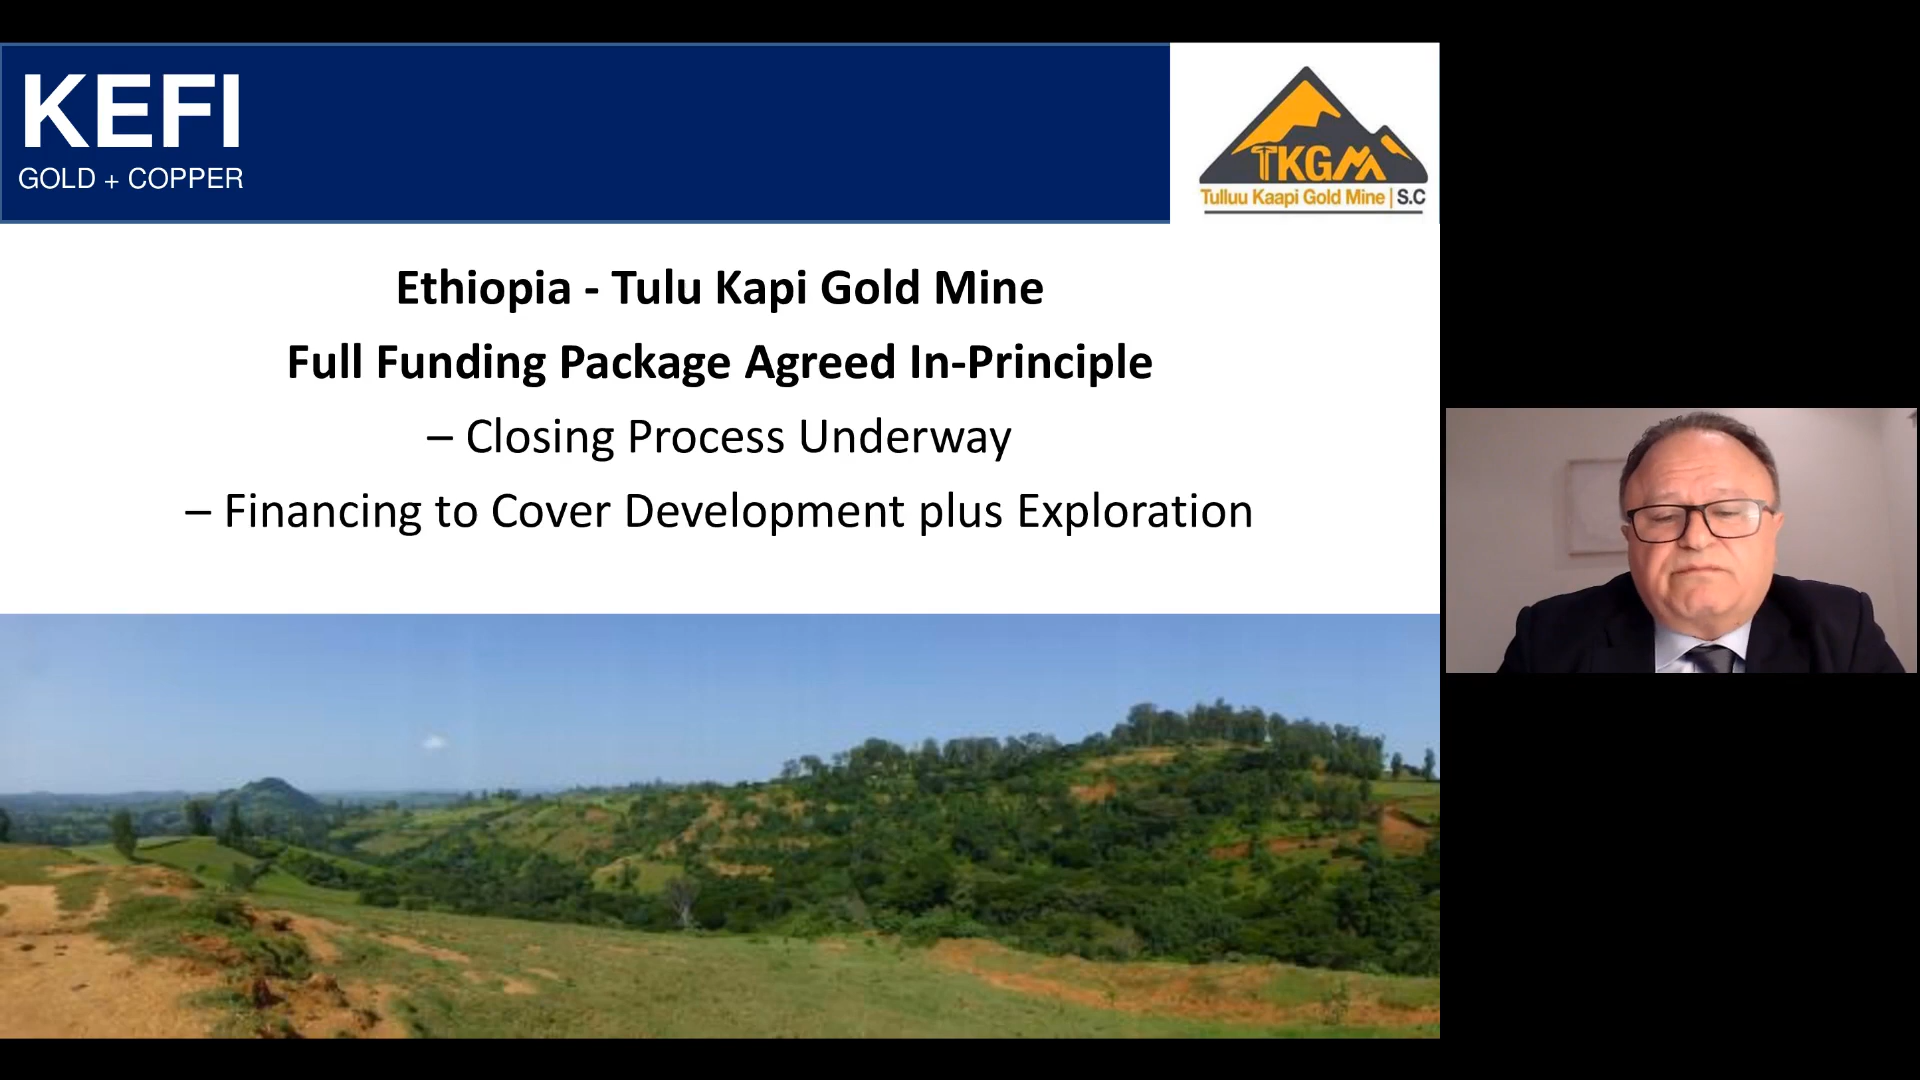 KEFI
GOLD + COPPER
TKGM
Tulluu Kaapi Gold Mine | S.C
Ethiopia - Tulu Kapi Gold Mine
Full Funding Package Agreed In-Principle
– Closing Process Underway
– Financing to Cover Development plus Exploration